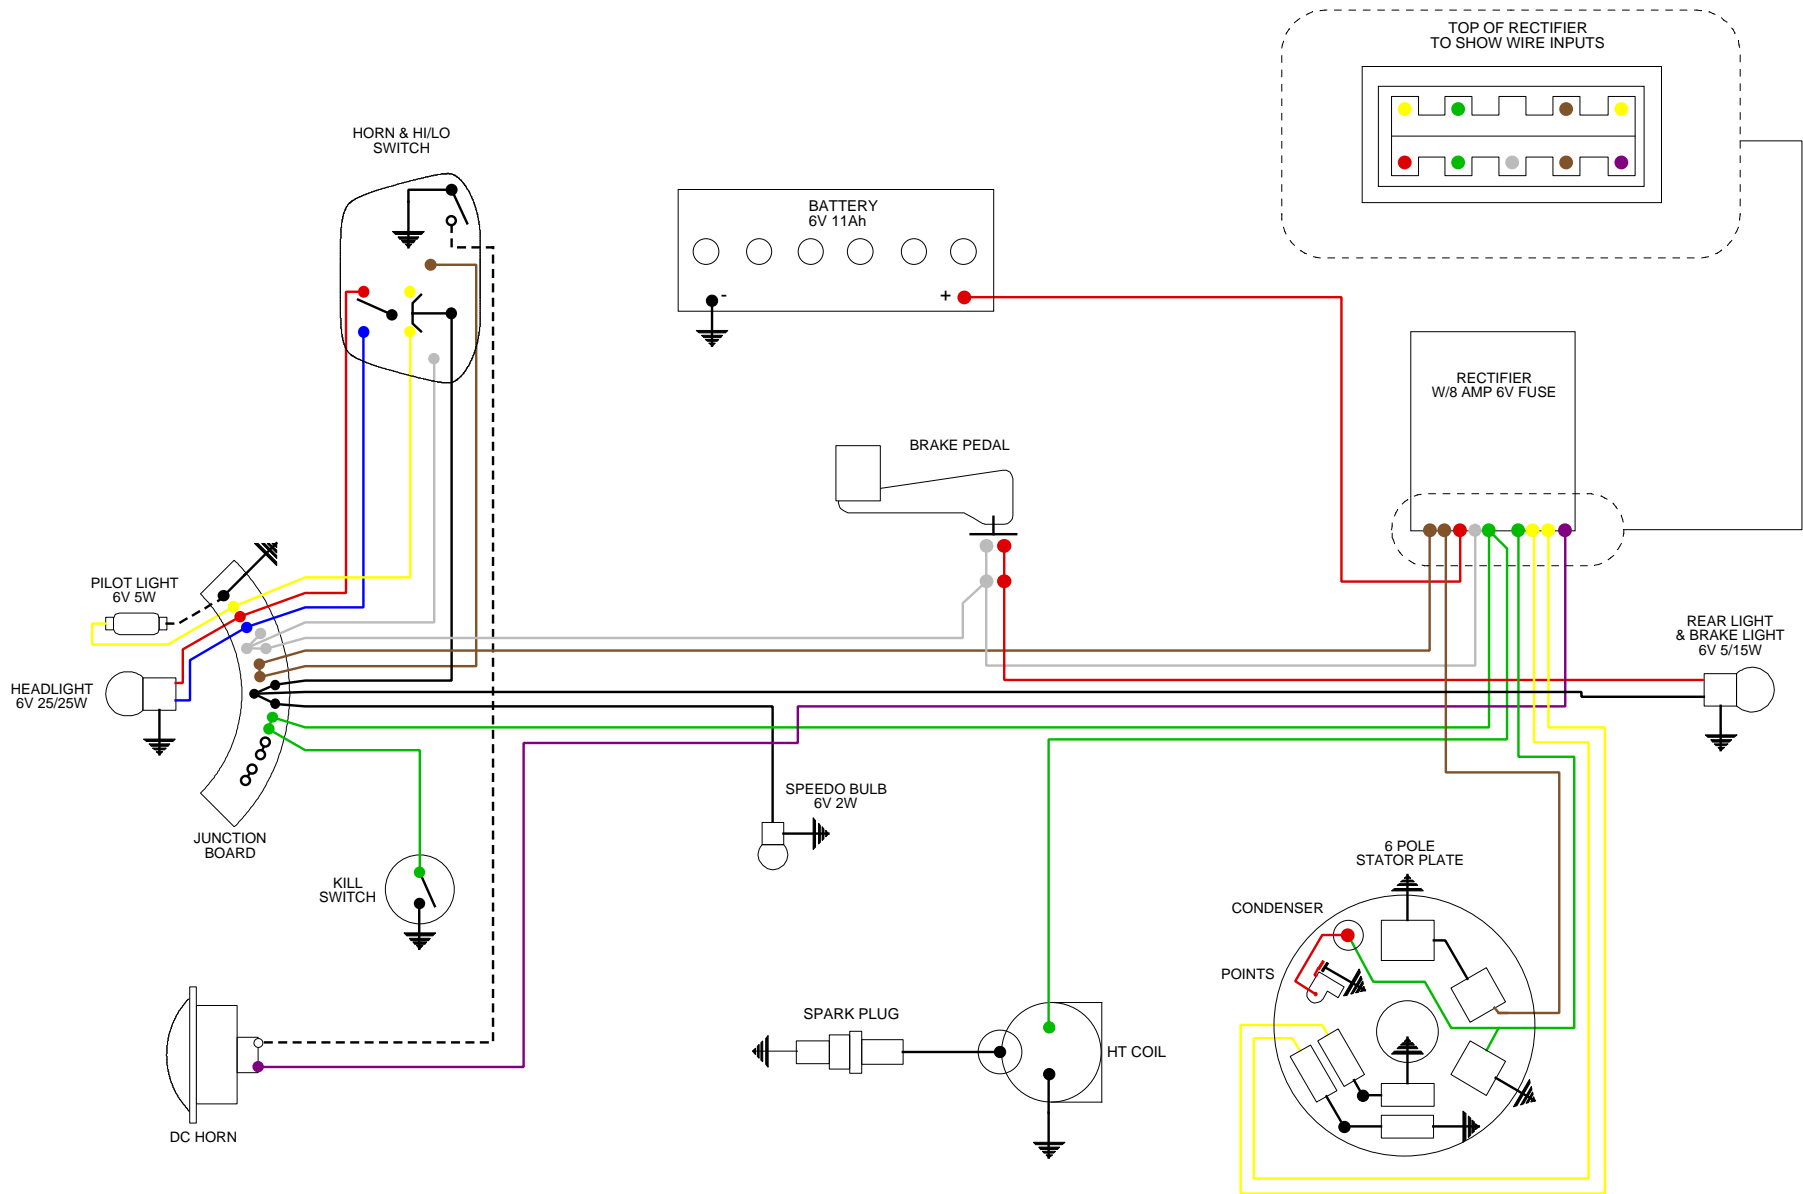 TOP OF RECTIFIER
TO SHOW WIRE INPUTS
HORN & HI/LO
SWITCH
BATTERY
6V 11Ah
-
+
RECTIFIER
W/8 AMP 6V FUSE
BRAKE PEDAL
PILOT LIGHT
6V 5W
REAR LIGHT
& BRAKE LIGHT
6V 5/15W
HEADLIGHT
6V 25/25W
SPEEDO BULB
6V 2W
JUNCTION
BOARD
6 POLE
STATOR PLATE
KILL
SWITCH
CONDENSER
POINTS
SPARK PLUG
HT COIL
DC HORN